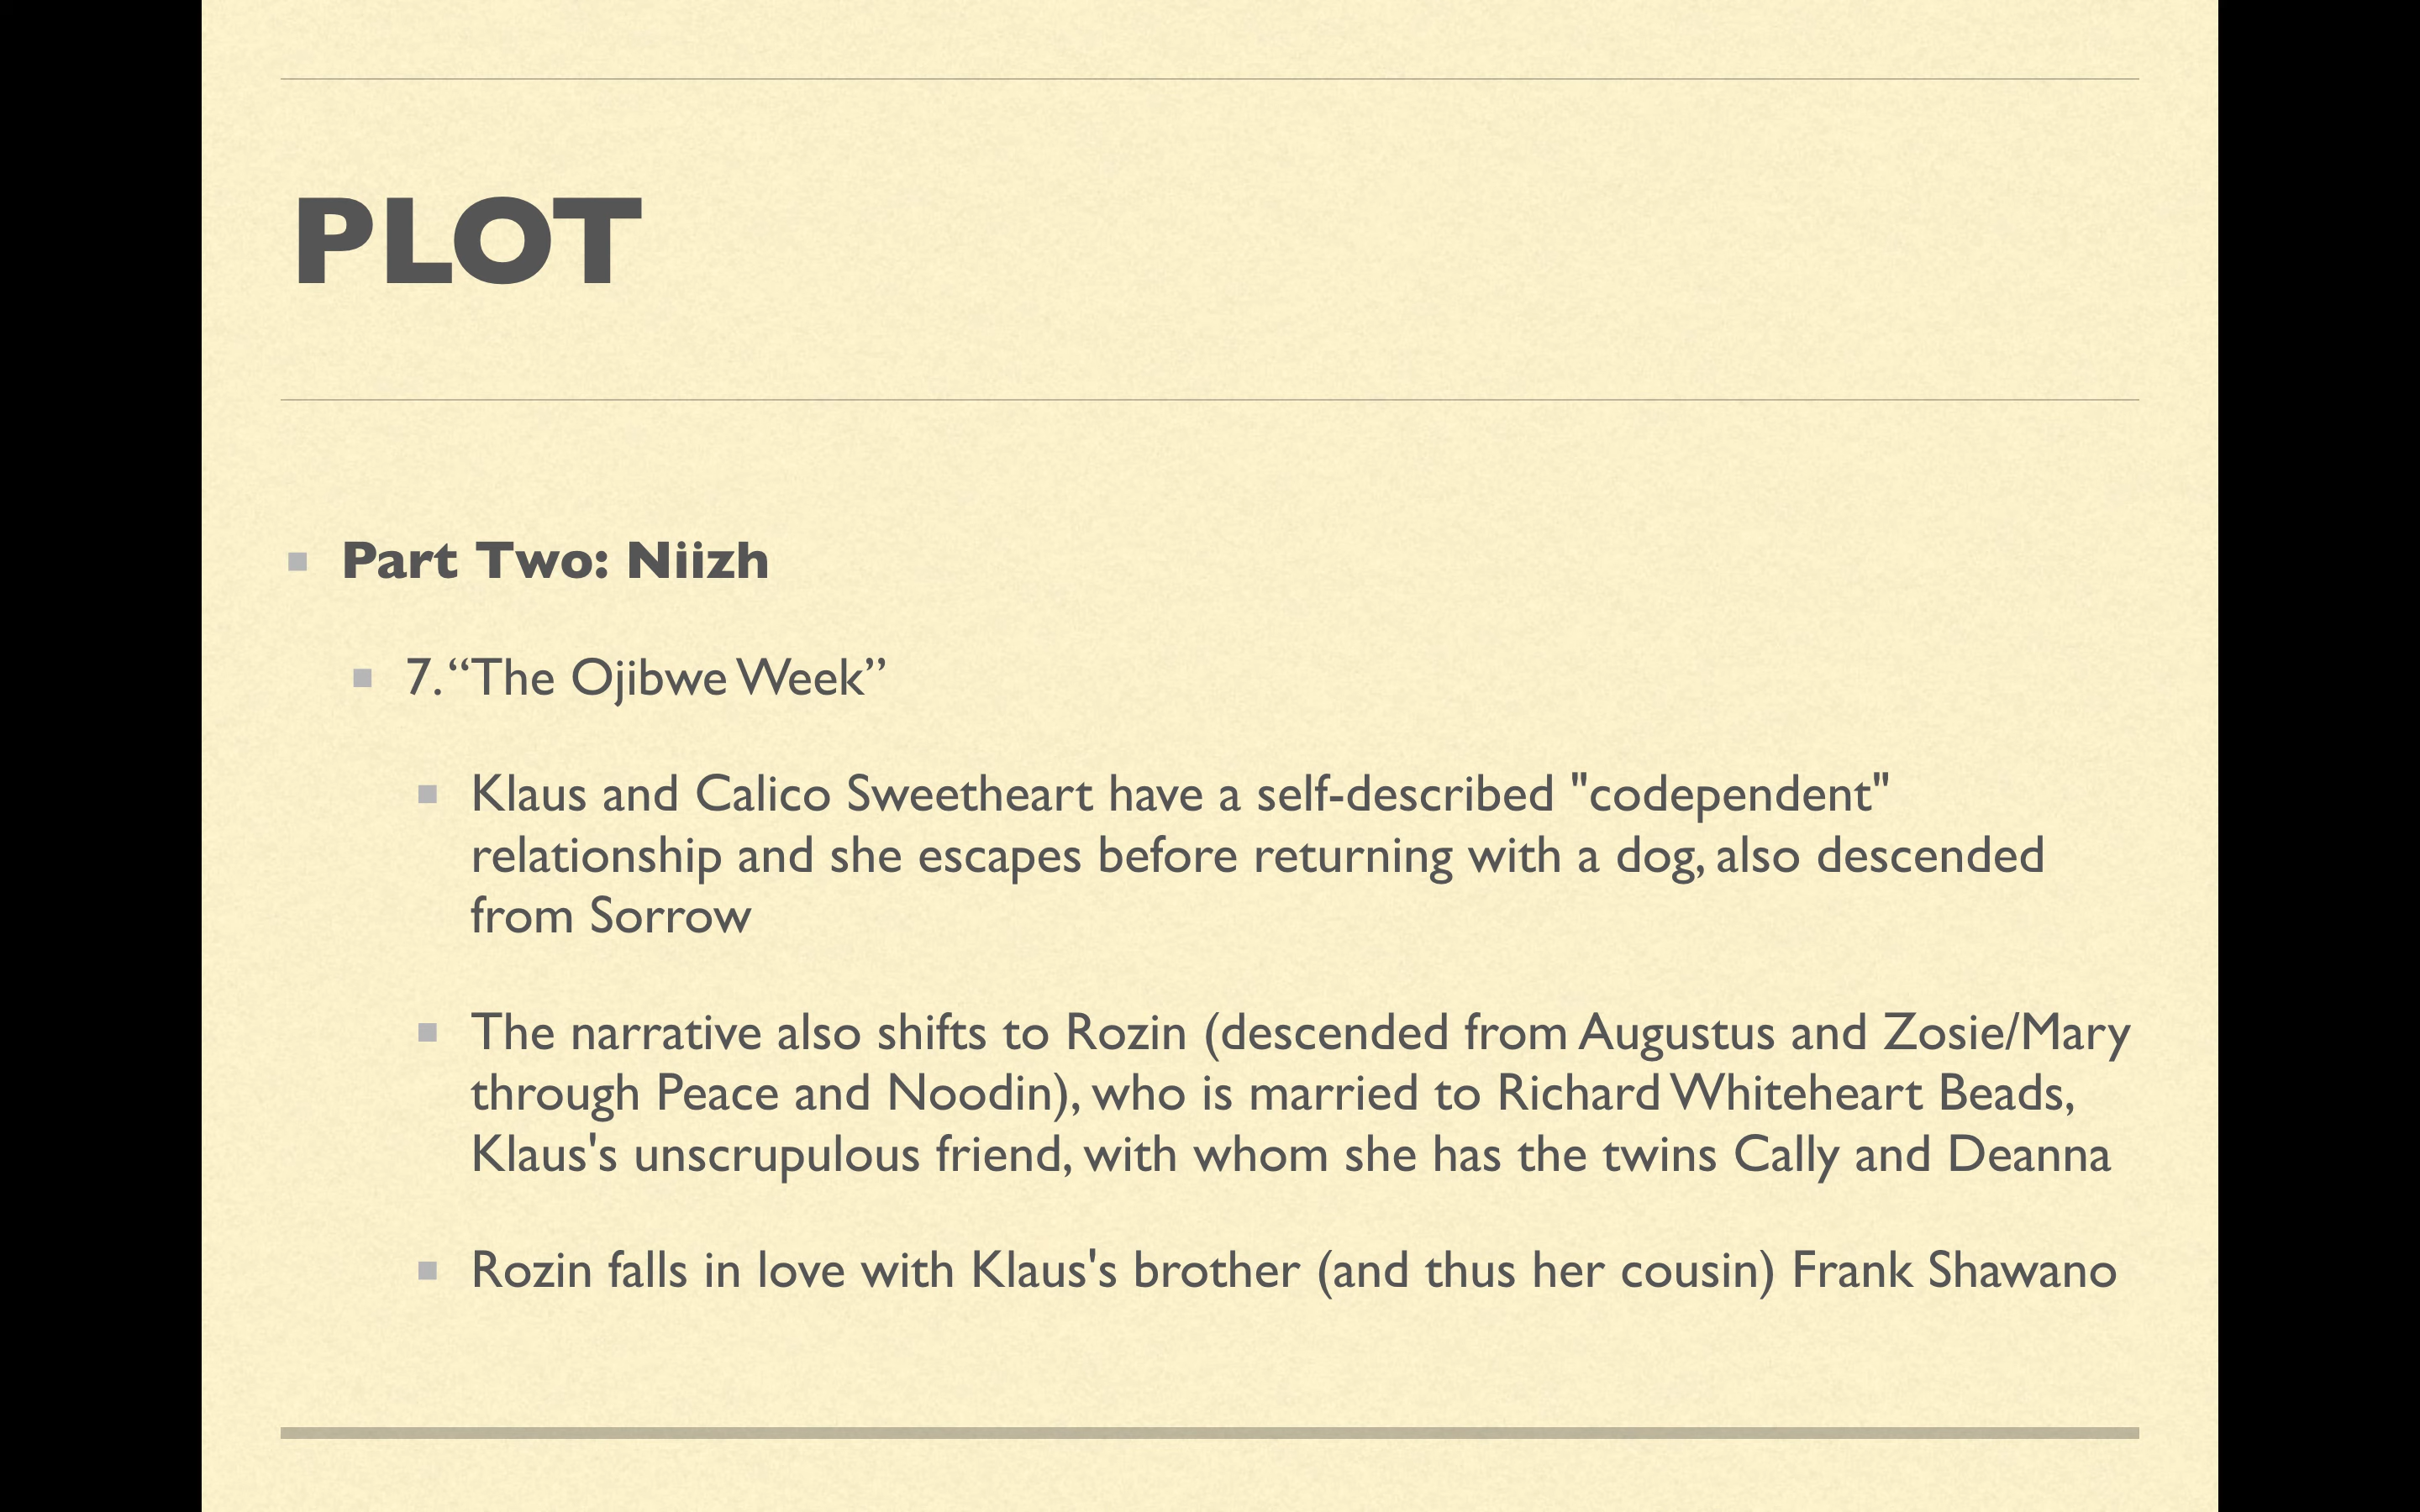 PLOT
Part Two: Niizh
7. “The Ojibwe Week”
Klaus and Calico Sweetheart have a self-described "codependent"
relationship and she escapes before returning with a dog, also descended
from Sorrow
The narrative also shifts to Rozin (descended from Augustus and Zosie/Mary
through Peace and Noodin), who is married to Richard Whiteheart Beads,
Klaus's unscrupulous friend, with whom she has the twins Cally and Deanna
Rozin falls in love with Klaus's brother (and thus her cousin) Frank Shawano